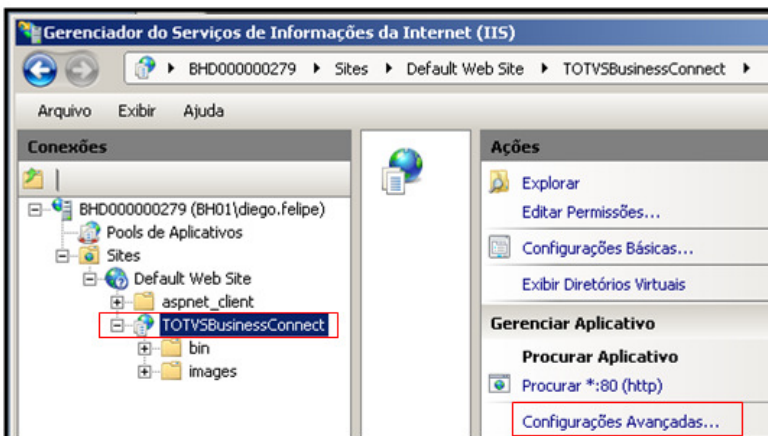 Gerenciador do Serviços de Informações da Internet (IIS)
BHD000000279 Sites Default Web Site TOTVSBusinessConnect
Arquivo Exibir Ajuda
Conexões
BHD000000279 (BH01\diego.felipe)
Pools de Aplicativos
Sites
Default Web Site
aspnet_client
TOTVSBusinessConnect
bin
images
Ações
Explorar
Editar Permissões...
Configurações Básicas...
Exibir Diretórios Virtuais
Gerenciar Aplicativo
Procurar Aplicativo
Procurar *:80 (http)
Configurações Avançadas...